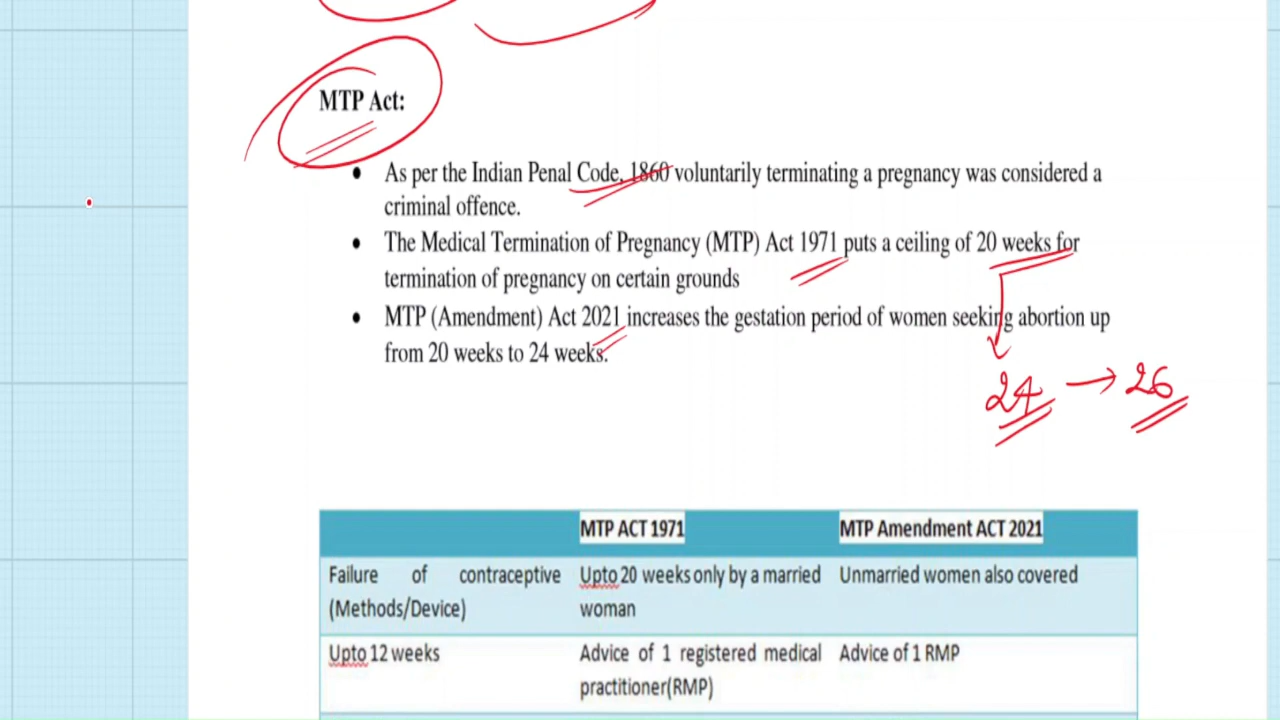 MTP Act:
• As per the Indian Penal Code, 1860 voluntarily terminating a pregnancy was considered a
criminal offence.
• The Medical Termination of Pregnancy (MTP) Act 1971 puts a ceiling of 20 weeks for
termination of pregnancy on certain grounds
• MTP (Amendment) Act 2021 increases the gestation period of women seeking abortion up
from 20 weeks to 24 weeks.
24 → 26
MTP ACT 1971 MTP Amendment ACT 2021
Failure of contraceptive Upto 20 weeks only by a married Unmarried women also covered
(Methods/Device) woman
Upto 12 weeks Advice of 1 registered medical Advice of 1 RMP
practitioner(RMP)